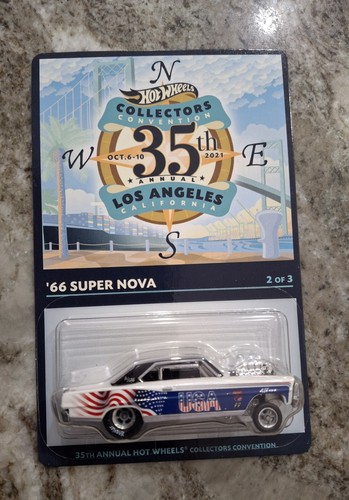 N
HOT WHEELS
COLLECTORS
CONVENTION
35th
W OCT. 6-10 2021 E
ANNUAL
LOS ANGELES
CALIFORNIA
S
'66 SUPER NOVA 2 OF 3
USA
35TH ANNUAL HOT WHEELS® COLLECTORS CONVENTION.